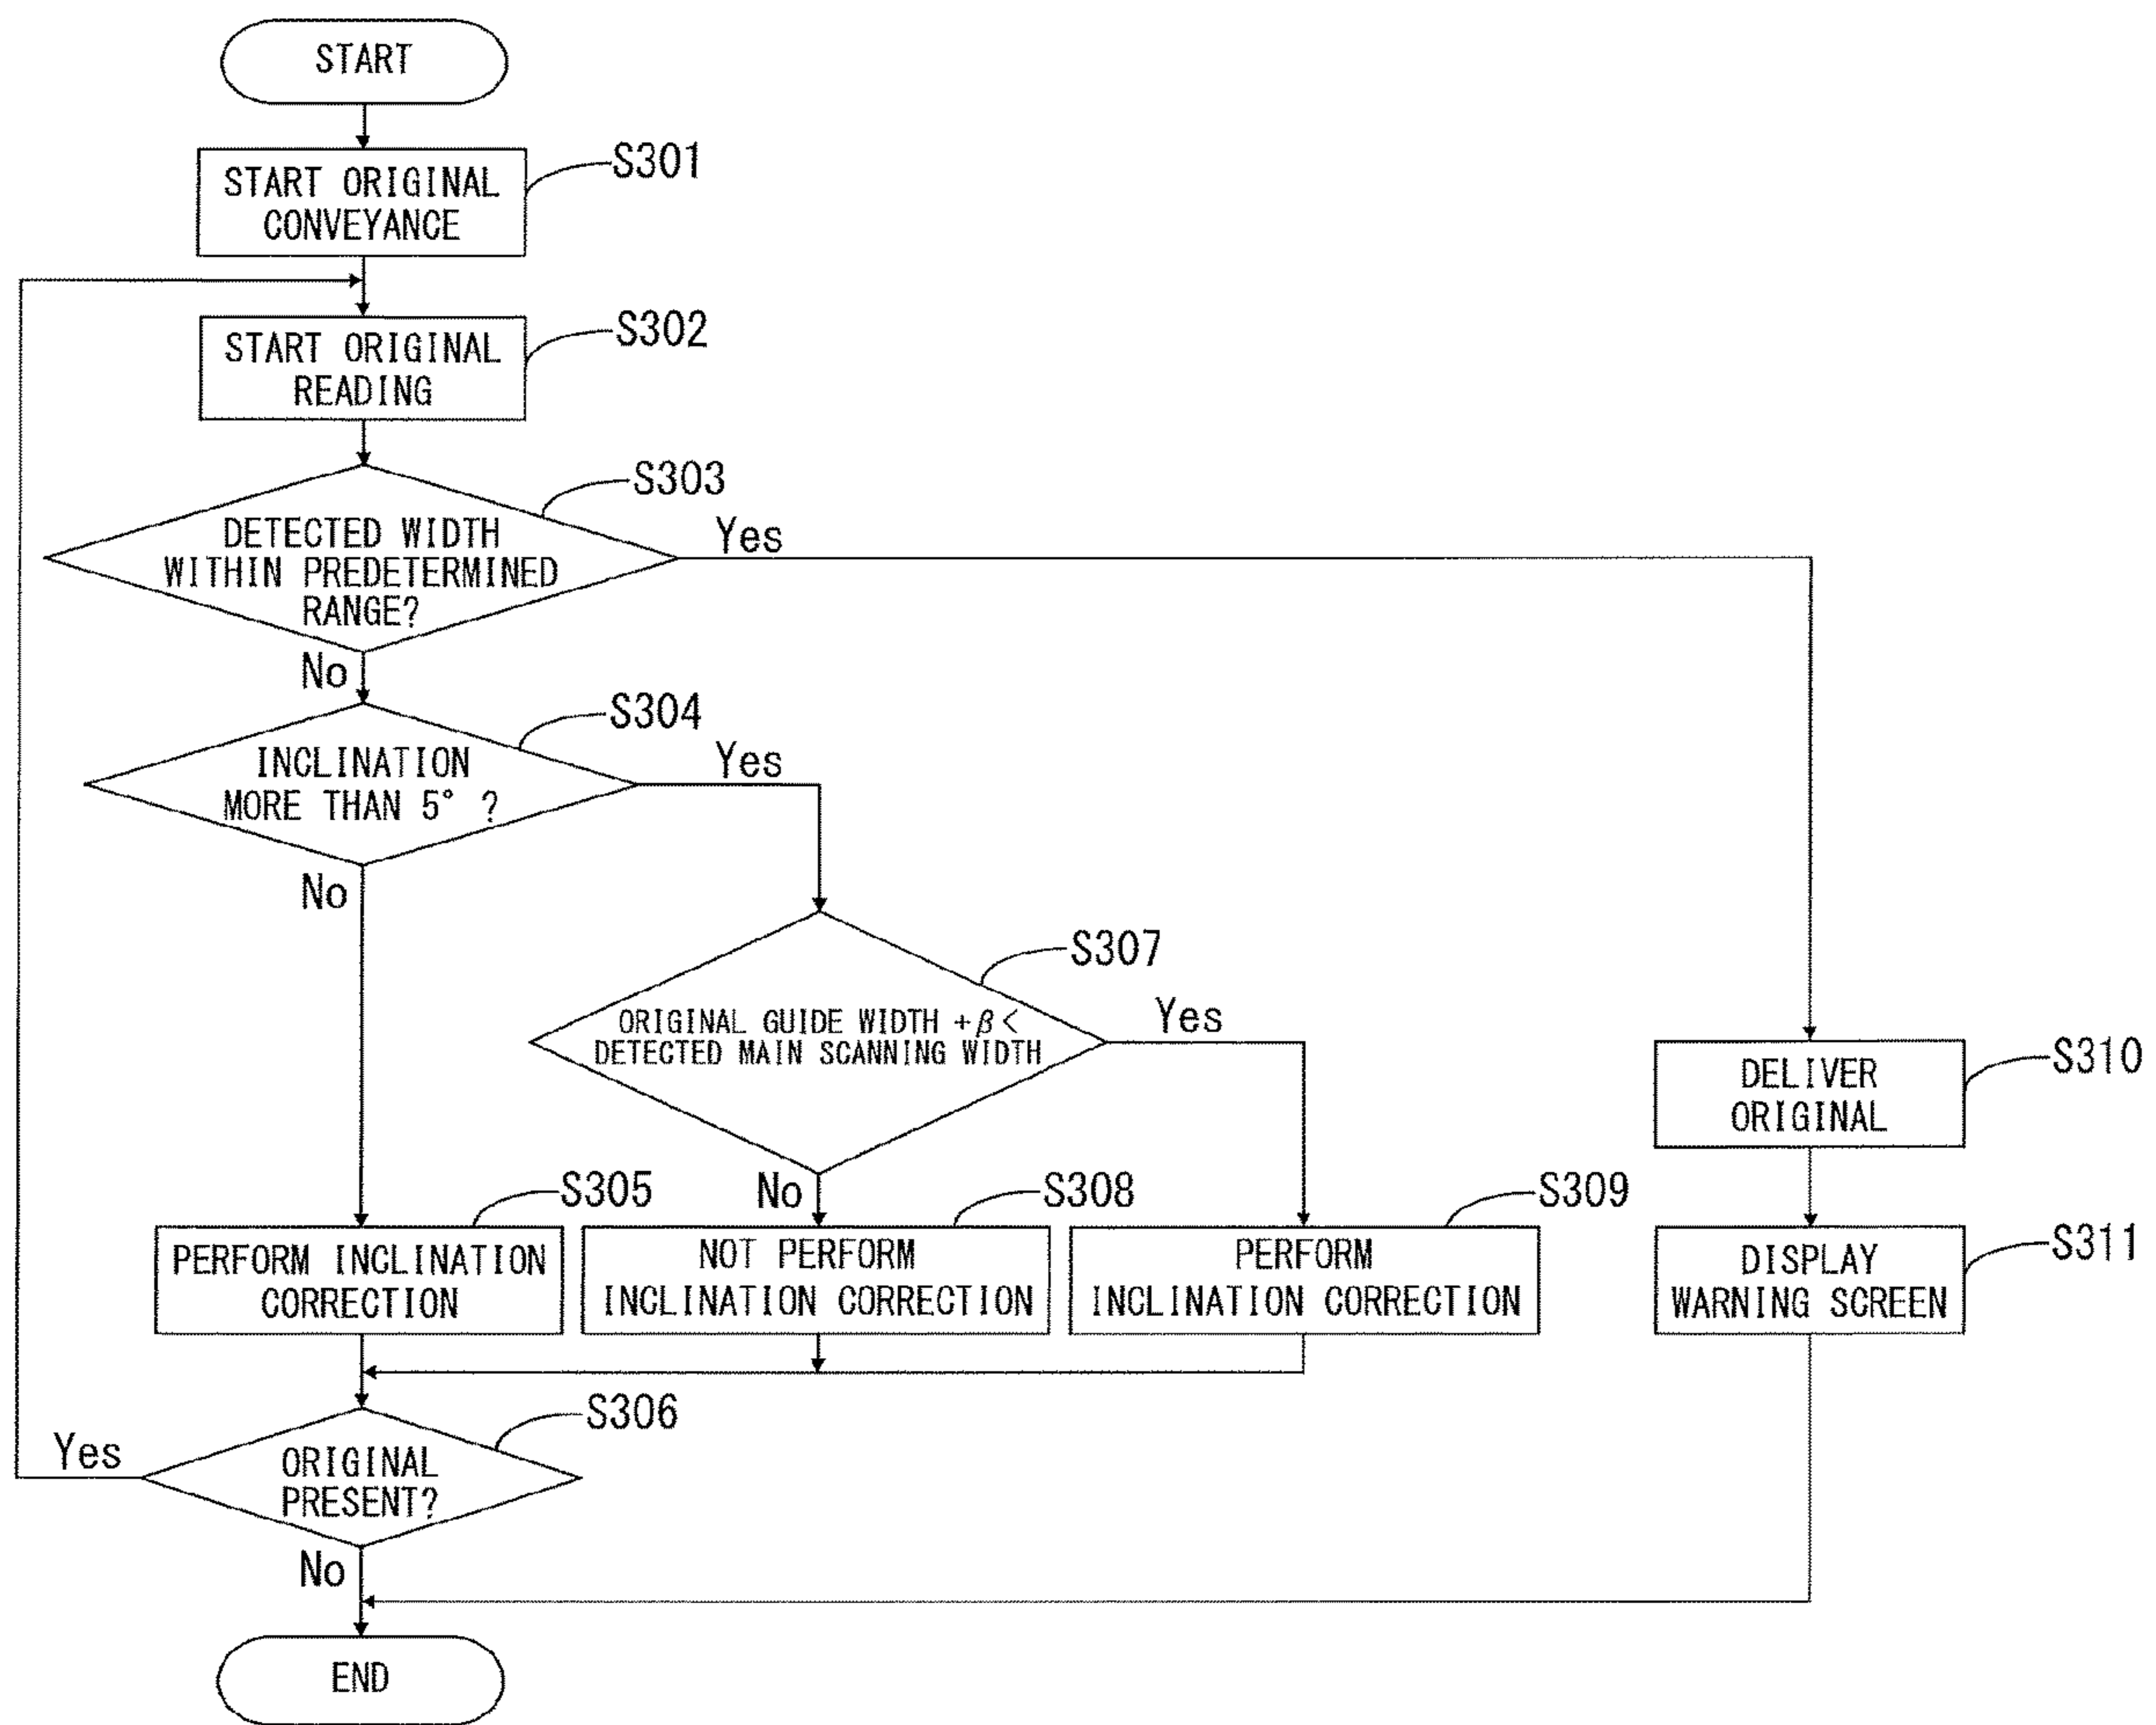 START
START ORIGINAL
CONVEYANCE
S301
START ORIGINAL
READING
S302
DETECTED WIDTH
WITHIN PREDETERMINED
RANGE?
S303
Yes
No
INCLINATION
MORE THAN 5° ?
S304
Yes
No
ORIGINAL GUIDE WIDTH +β<
DETECTED MAIN SCANNING WIDTH
S307
Yes
No
DELIVER
ORIGINAL
S310
PERFORM INCLINATION
CORRECTION
S305
NOT PERFORM
INCLINATION CORRECTION
S308
PERFORM
INCLINATION CORRECTION
S309
DISPLAY
WARNING SCREEN
S311
ORIGINAL
PRESENT?
S306
Yes
No
END